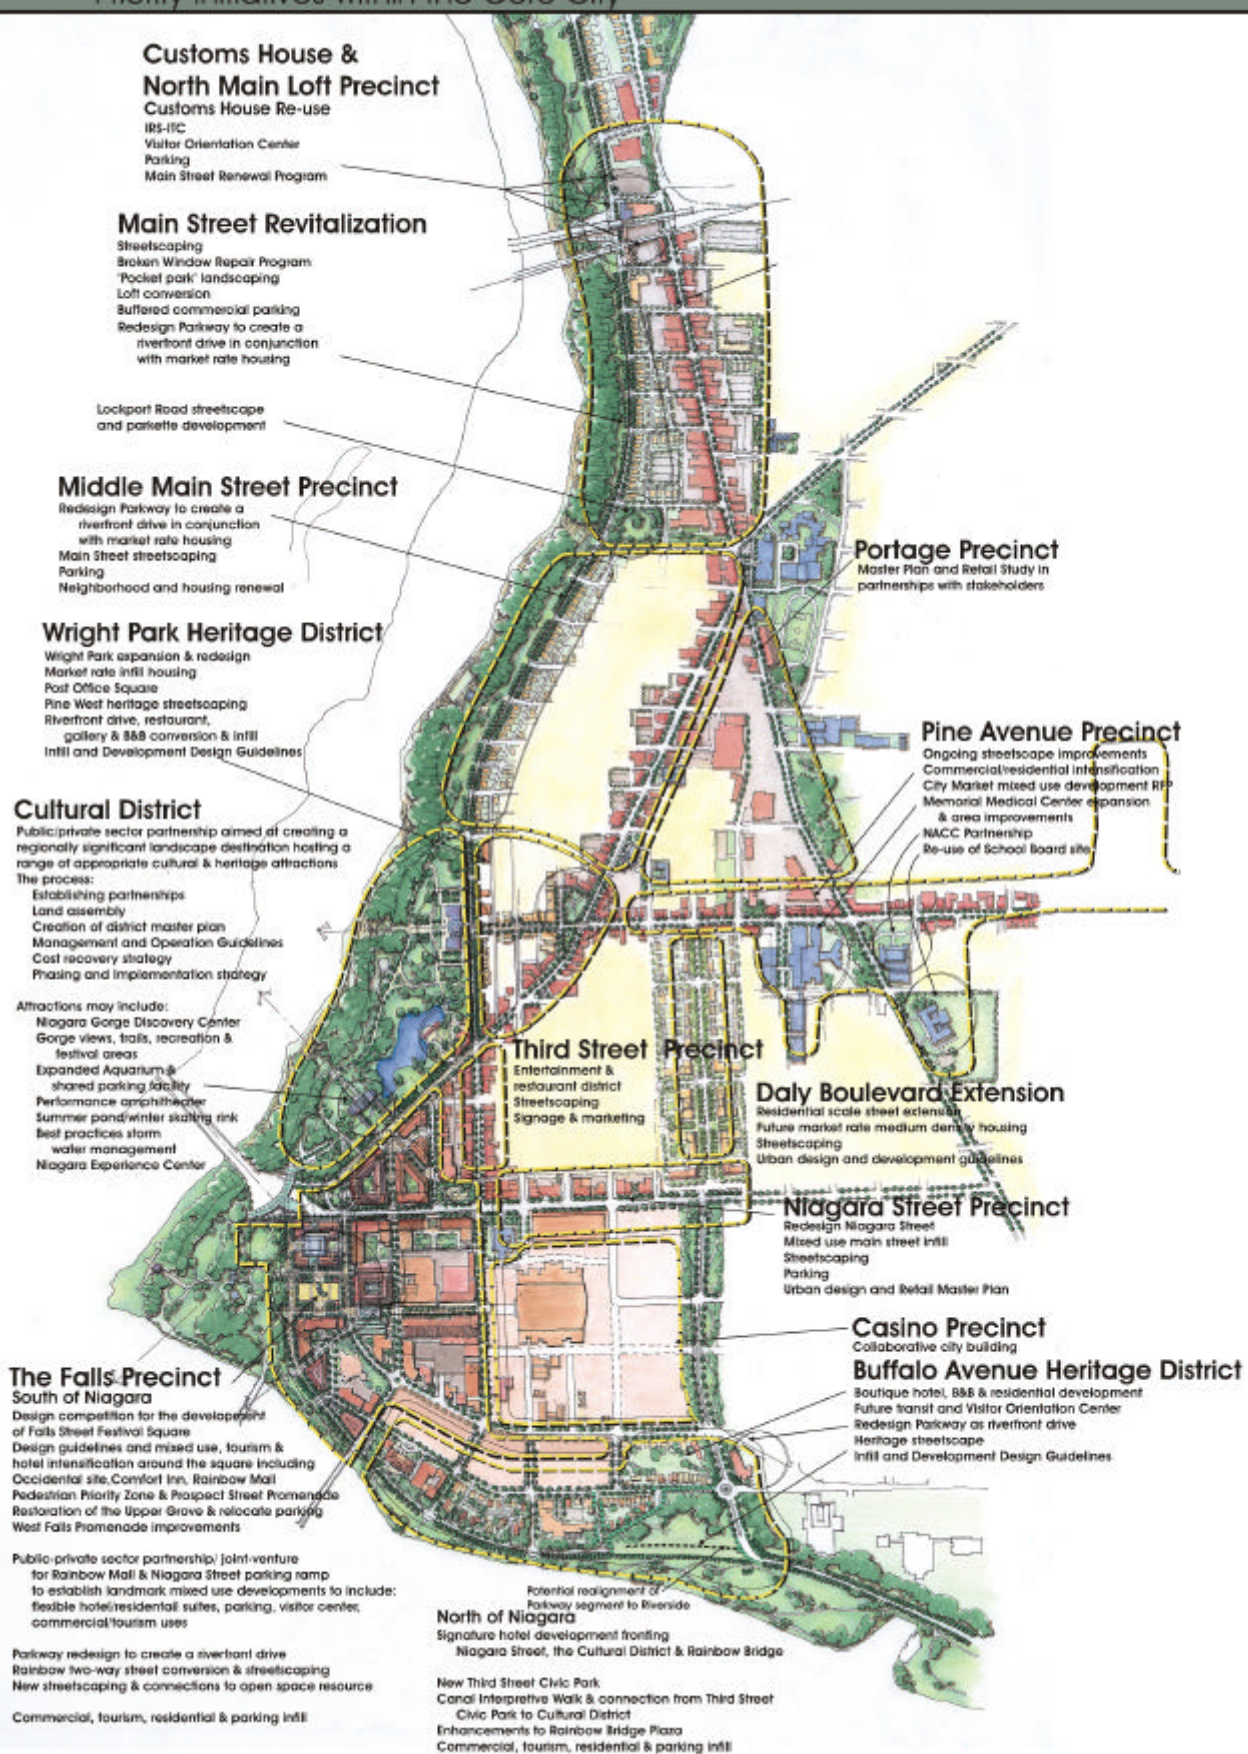 Priority Initiatives within the Core City
Customs House &
North Main Loft Precinct
Customs House Re-use
IRS-ITC
Visitor Orientation Center
Parking
Main Street Renewal Program
Main Street Revitalization
Streetscaping
Broken Window Repair Program
'Pocket park' landscaping
Loft conversion
Buffered commercial parking
Redesign Parkway to create a
riverfront drive in conjunction
with market rate housing
Lockport Road streetscape
and parkette development
Middle Main Street Precinct
Redesign Parkway to create a
riverfront drive in conjunction
with market rate housing
Main Street streetscaping
Parking
Neighborhood and housing renewal
Portage Precinct
Master Plan and Retail Study in
partnerships with stakeholders
Wright Park Heritage District
Wright Park expansion & redesign
Market rate infill housing
Post Office Square
Pine West heritage streetscaping
Riverfront drive, restaurant,
gallery & B&B conversion & infill
Infill and Development Design Guidelines
Pine Avenue Precinct
Ongoing streetscape improvements
Commercial/residential intensification
City Market mixed use development RFP
Memorial Medical Center expansion
& area improvements
NACC Partnership
Re-use of School Board site
Cultural District
Public/private sector partnership aimed at creating a
regionally significant landscape destination hosting a
range of appropriate cultural & heritage attractions
The process:
Establishing partnerships
Land assembly
Creation of district master plan
Management and Operation Guidelines
Cost recovery strategy
Phasing and implementation strategy
Attractions may include:
Niagara Gorge Discovery Center
Gorge views, trails, recreation &
festival areas
Expanded Aquarium &
shared parking facility
Performance amphitheater
Summer pond/winter skating rink
Best practices storm
water management
Niagara Experience Center
Third Street Precinct
Entertainment &
restaurant district
Streetscaping
Signage & marketing
Daly Boulevard Extension
Residential scale street extension
Future market rate medium density housing
Streetscaping
Urban design and development guidelines
Niagara Street Precinct
Redesign Niagara Street
Mixed use main street infill
Streetscaping
Parking
Urban design and Retail Master Plan
Casino Precinct
Collaborative city building
Buffalo Avenue Heritage District
Boutique hotel, B&B & residential development
Future transit and Visitor Orientation Center
Redesign Parkway as riverfront drive
Heritage streetscape
Infill and Development Design Guidelines
The Falls Precinct
South of Niagara
Design competition for the development
of Falls Street Festival Square
Design guidelines and mixed use, tourism &
hotel intensification around the square including
Occidental site, Comfort Inn, Rainbow Mall
Pedestrian Priority Zone & Prospect Street Promenade
Restoration of the Upper Grove & relocate parking
West Falls Promenade improvements
Public-private sector partnership/ joint-venture
for Rainbow Mall & Niagara Street parking ramp
to establish landmark mixed use developments to include:
flexible hotel/residentail suites, parking, visitor center,
commercial/tourism uses
Parkway redesign to create a riverfront drive
Rainbow two-way street conversion & streetscaping
New streetscaping & connections to open space resource
Commercial, tourism, residential & parking infill
Potential realignment of
Parkway segment to Riverside
North of Niagara
Signature hotel development fronting
Niagara Street, the Cultural District & Rainbow Bridge
New Third Street Civic Park
Canal Interpretive Walk & connection from Third Street
Civic Park to Cultural District
Enhancements to Rainbow Bridge Plaza
Commercial, tourism, residential & parking infill